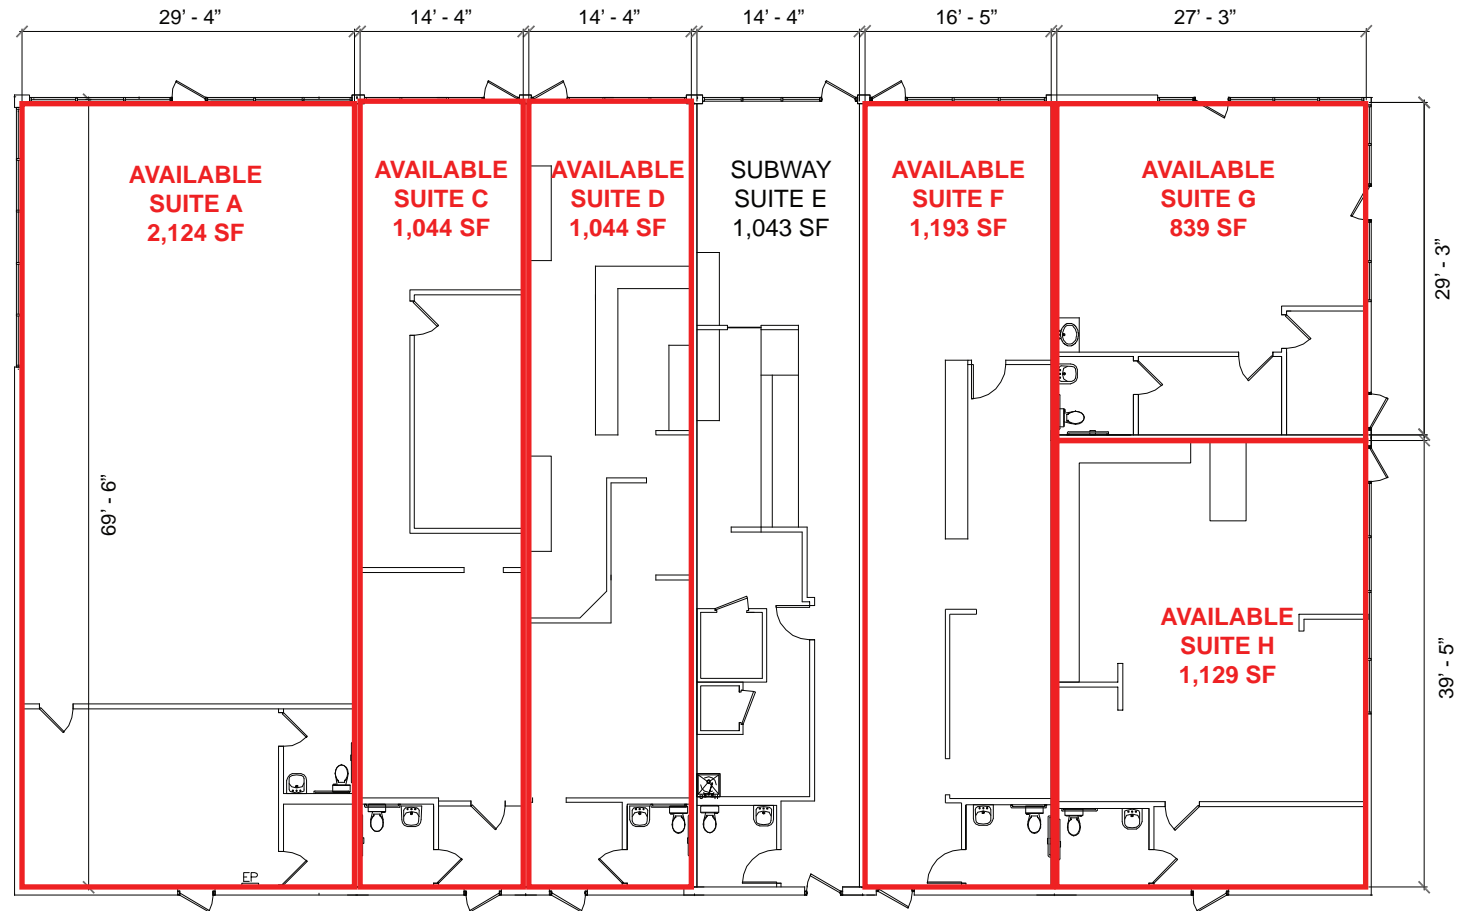 29’ - 4”
14’ - 4”
14’ - 4”
14’ - 4”
16’ - 5”
27’ - 3”
AVAILABLE
SUITE A
2,124 SF
AVAILABLE
SUITE C
1,044 SF
AVAILABLE
SUITE D
1,044 SF
SUBWAY
SUITE E
1,043 SF
AVAILABLE
SUITE F
1,193 SF
AVAILABLE
SUITE G
839 SF
29’ - 3”
69’ - 6”
AVAILABLE
SUITE H
1,129 SF
39’ - 5”
EP